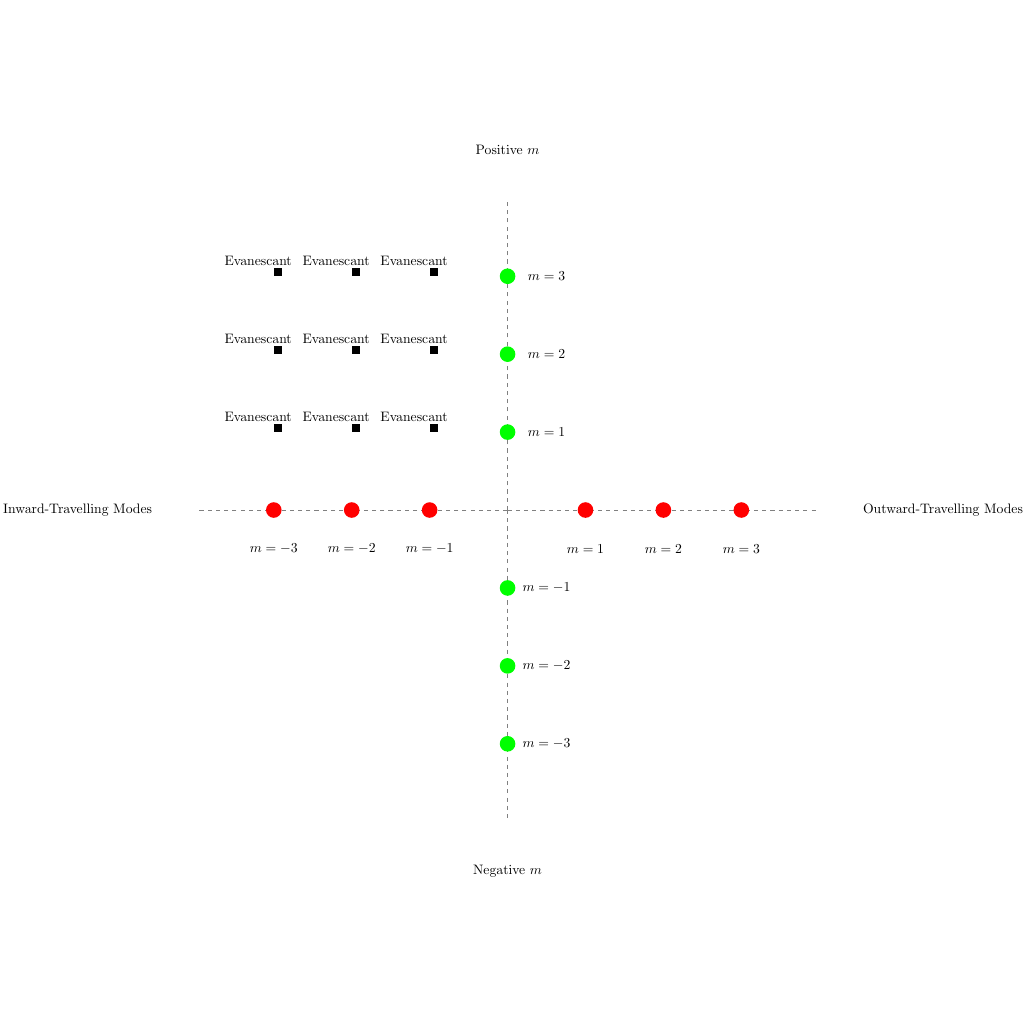 Positive m
Evanescant Evanescant Evanescant
m = 3
Evanescant Evanescant Evanescant
m = 2
Evanescant Evanescant Evanescant
m = 1
Inward-Travelling Modes
Outward-Travelling Modes
m = −3 m = −2 m = −1 m = 1 m = 2 m = 3
m = −1
m = −2
m = −3
Negative m